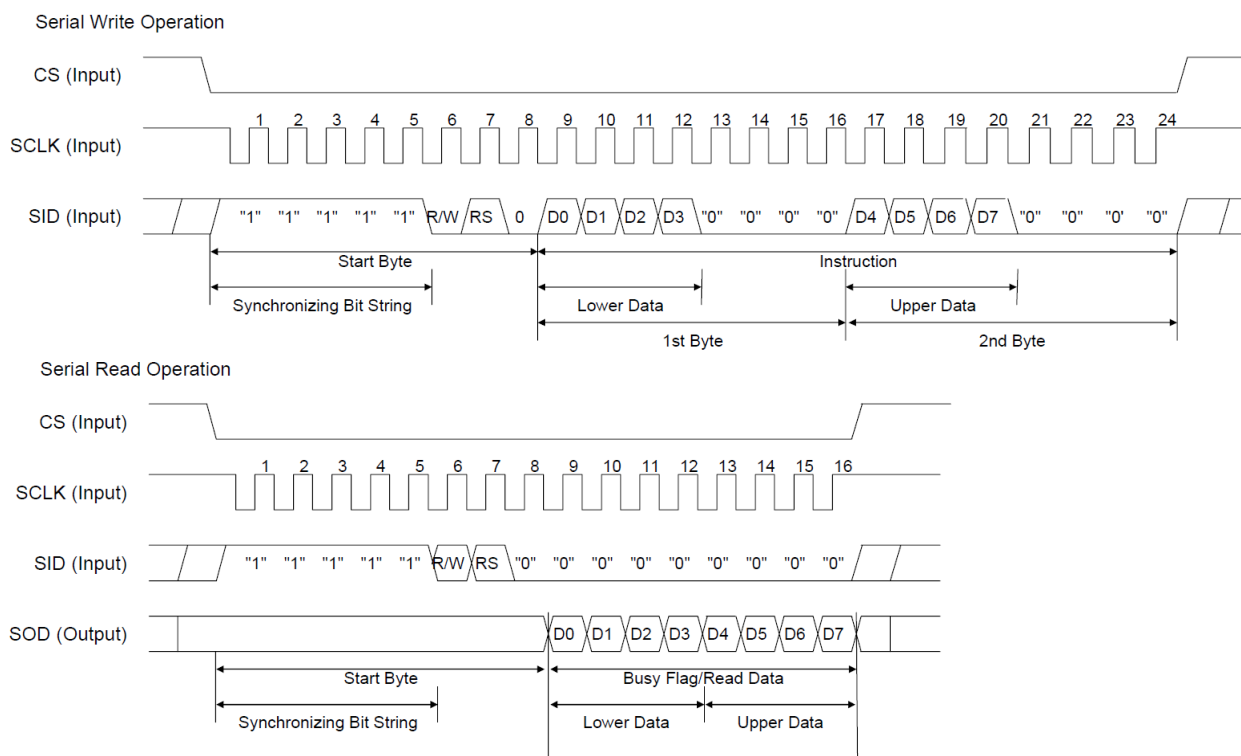 Serial Write Operation
CS (Input)
1 2 3 4 5 6 7 8 9 10 11 12 13 14 15 16 17 18 19 20 21 22 23 24
SCLK (Input)
SID (Input) "1" "1" "1" "1" "1" R/W RS 0 D0 D1 D2 D3 "0" "0" "0" "0" D4 D5 D6 D7 "0" "0" "0' "0"
Start Byte Instruction
Synchronizing Bit String Lower Data Upper Data
1st Byte 2nd Byte
Serial Read Operation
CS (Input)
1 2 3 4 5 6 7 8 9 10 11 12 13 14 15 16
SCLK (Input)
SID (Input) "1" "1" "1" "1" "1" R/W RS "0" "0" "0" "0" "0" "0" "0" "0" "0"
SOD (Output) D0 D1 D2 D3 D4 D5 D6 D7
Start Byte Busy Flag/Read Data
Synchronizing Bit String Lower Data Upper Data